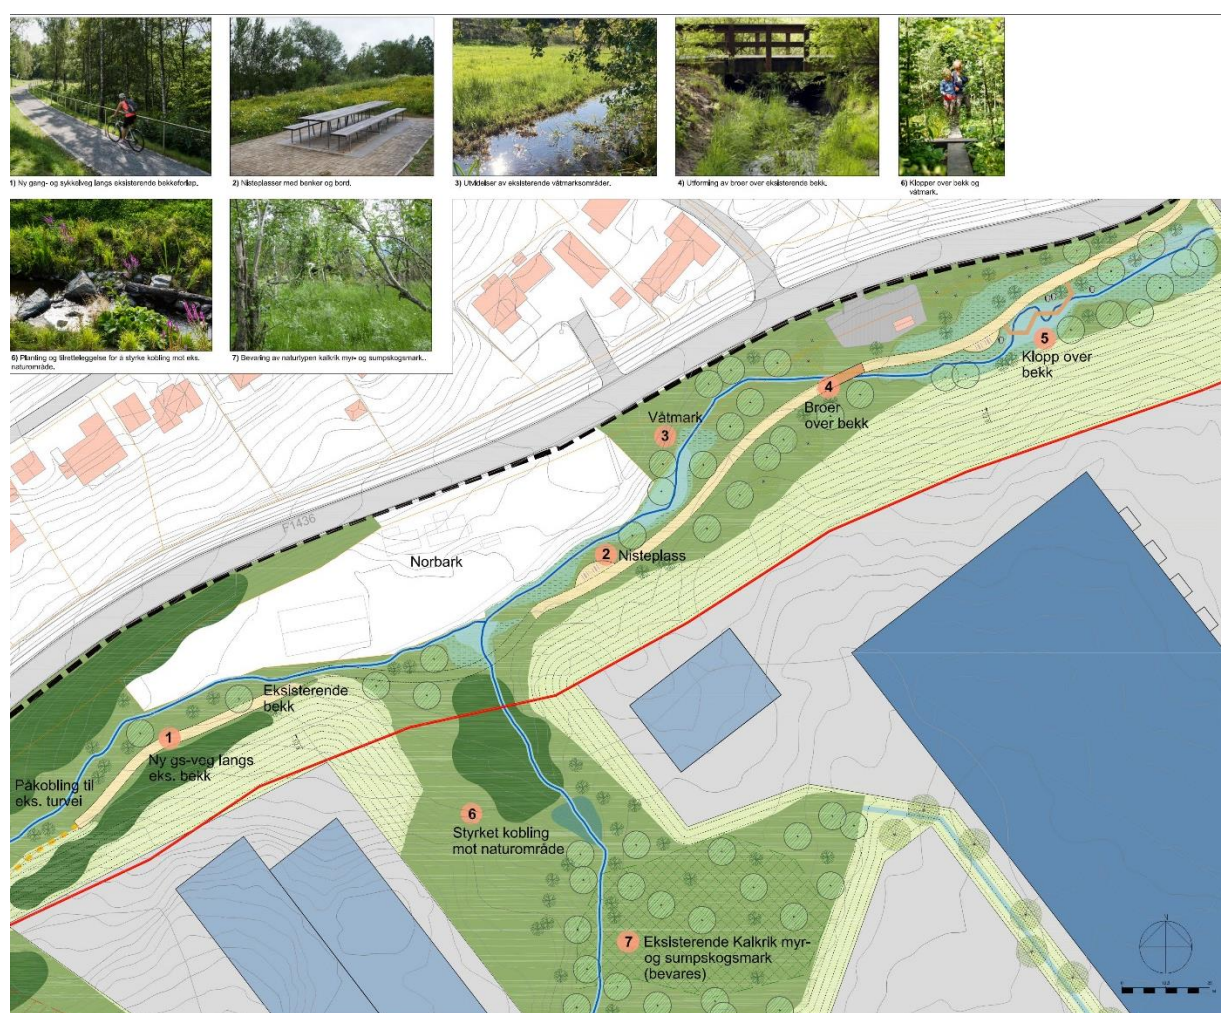 1) Ny gang- og sykkelveg langs eksisterende bekkeforløp.
2) Nisteplasser med benker og bord.
3) Utvidelser av eksisterende våtmarksområder.
4) Utforming av broer over eksisterende bekk.
6) Klopper over bekk og
våtmark.
6) Planting og tilretteleggelse for å styrke kobling mot eks.
naturområde.
7) Bevaring av naturtypen kalkrik myr- og sumpskogsmark..
5
Klopp over
bekk
4
Broer
over bekk
Våtmark
3
F1436
2
Nisteplass
Norbark
Eksisterende
bekk
1
Ny gs-veg langs
eks. bekk
Påkobling til
eks. turvei
6
Styrket kobling
mot naturområde
7
Eksisterende Kalkrik myr-
og sumpskogsmark
(bevares)
N